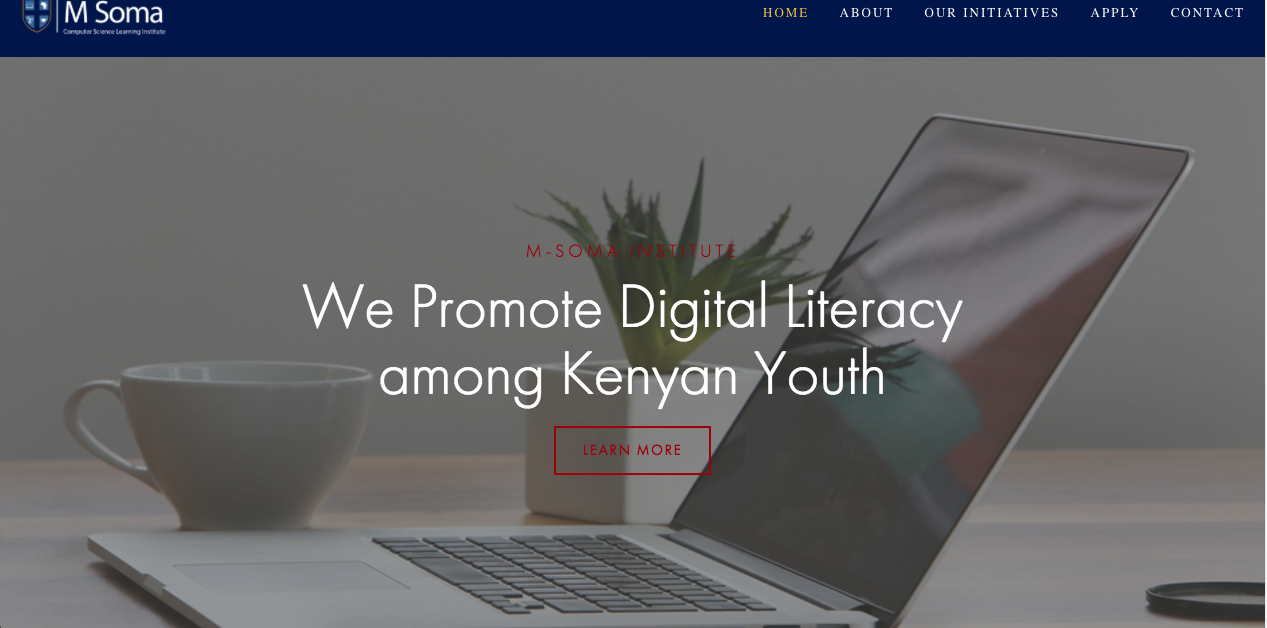 M Soma
Computer Science Learning Institute
HOME ABOUT OUR INITIATIVES APPLY CONTACT
M-SOMA INSTITUTE
We Promote Digital Literacy
among Kenyan Youth
LEARN MORE